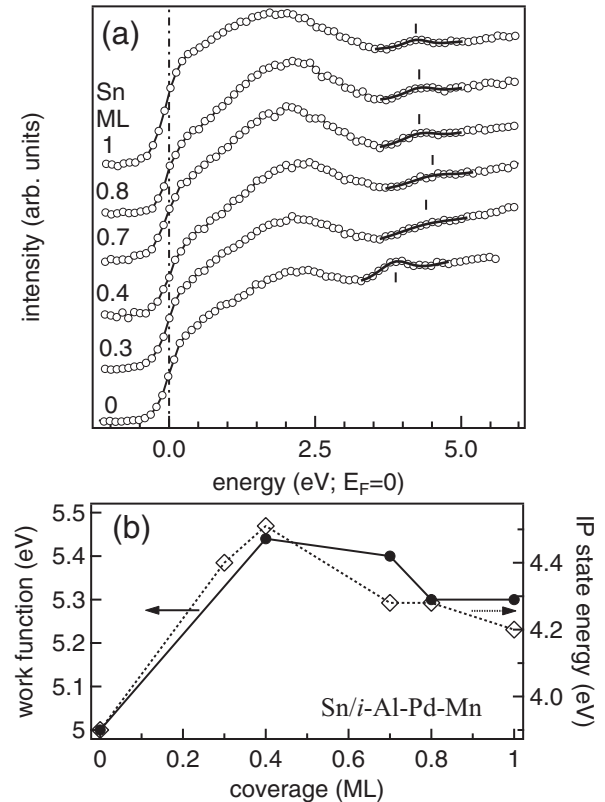 (a)
Sn
ML
1
0.8
0.7
0.4
0.3
0
intensity (arb. units)
0.0 2.5 5.0
energy (eV; E_F=0)
(b)
5.5
5.4
5.3
5.2
5.1
5
work function (eV)
4.4
4.2
4.0
IP state energy (eV)
Sn/i-Al-Pd-Mn
0 0.2 0.4 0.6 0.8 1
coverage (ML)